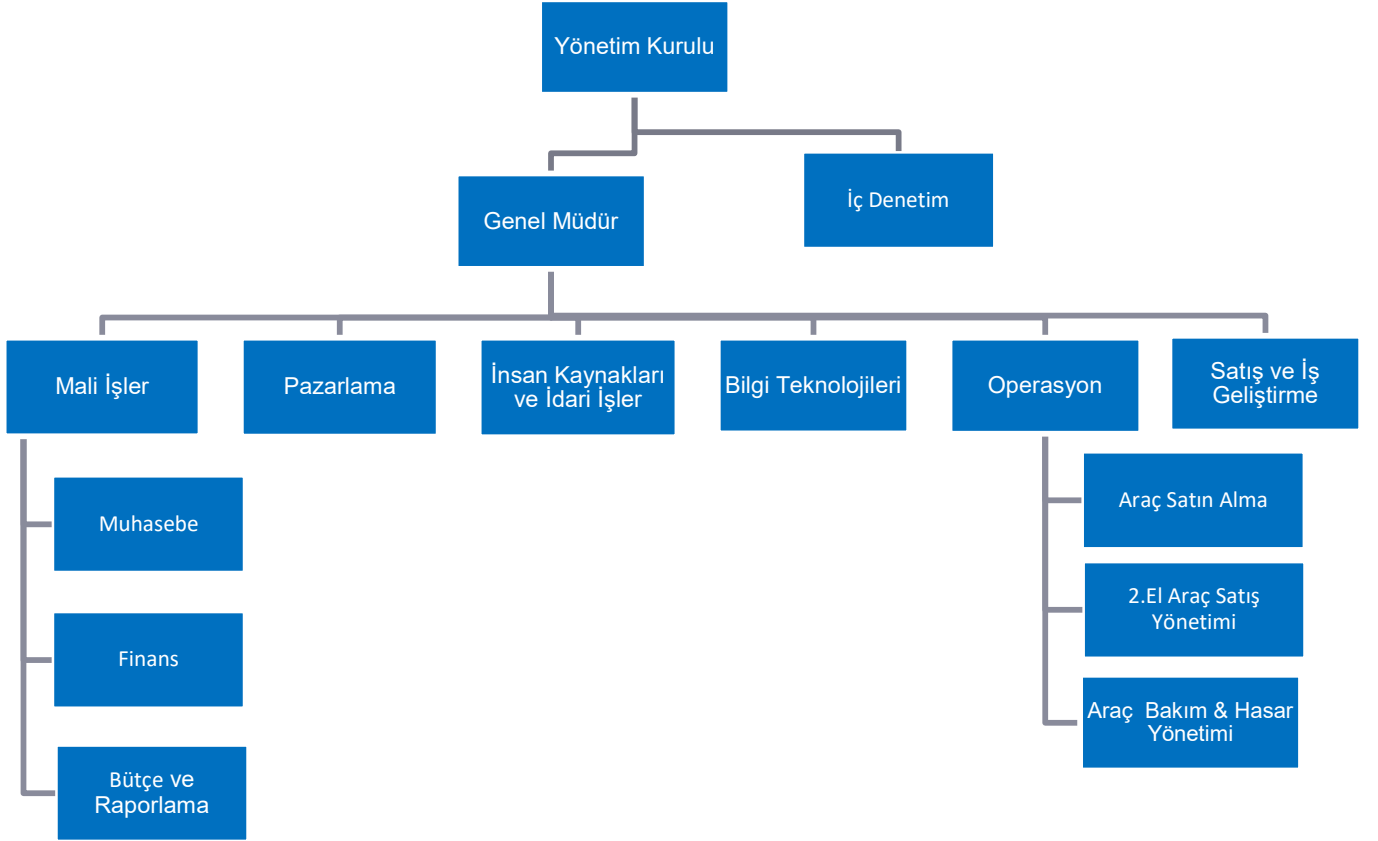 Yönetim Kurulu
İç Denetim
Genel Müdür
Mali İşler
Pazarlama
İnsan Kaynakları
ve İdari İşler
Bilgi Teknolojileri
Operasyon
Satış ve İş
Geliştirme
Muhasebe
Finans
Bütçe ve
Raporlama
Araç Satın Alma
2.El Araç Satış
Yönetimi
Araç  Bakım & Hasar
Yönetimi